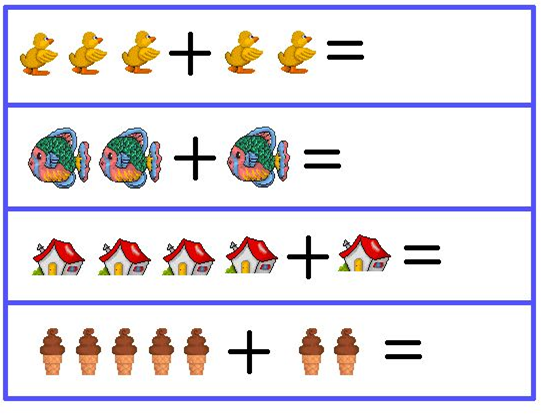 + =
+ =
+ =
+ =